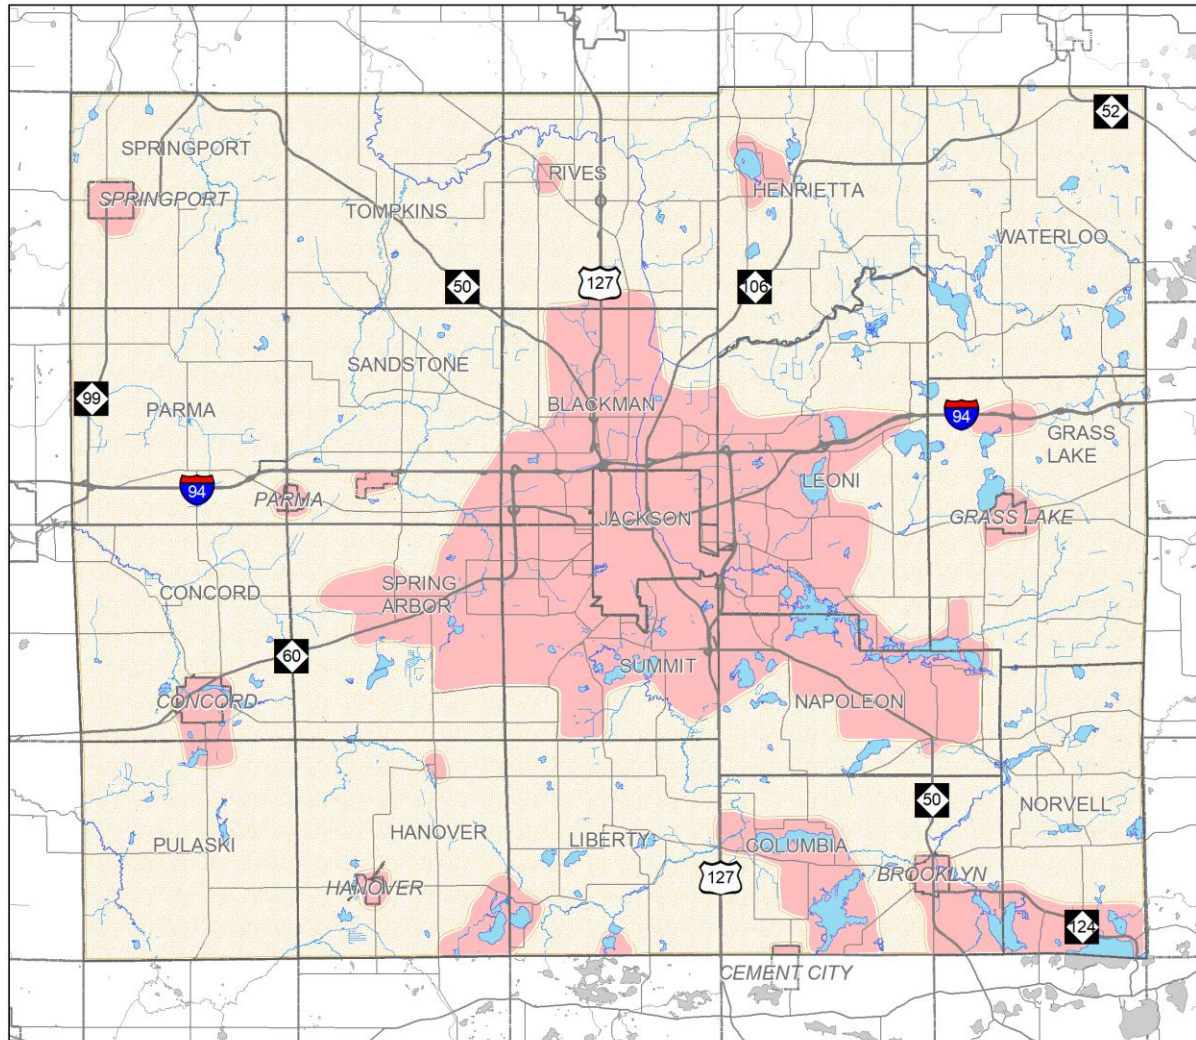 52
SPRINGPORT
RIVES
HENRIETTA
SPRINGPORT
TOMPKINS
WATERLOO
50
127
106
SANDSTONE
99
PARMA
BLACKMAN
94
GRASS
LAKE
LEONI
94
PARMA
JACKSON
GRASS LAKE
CONCORD
SPRING
ARBOR
60
SUMMIT
CONCORD
NAPOLEON
50
NORVELL
PULASKI
HANOVER
LIBERTY
COLUMBIA
127
BROOKLYN
HANOVER
124
CEMENT CITY